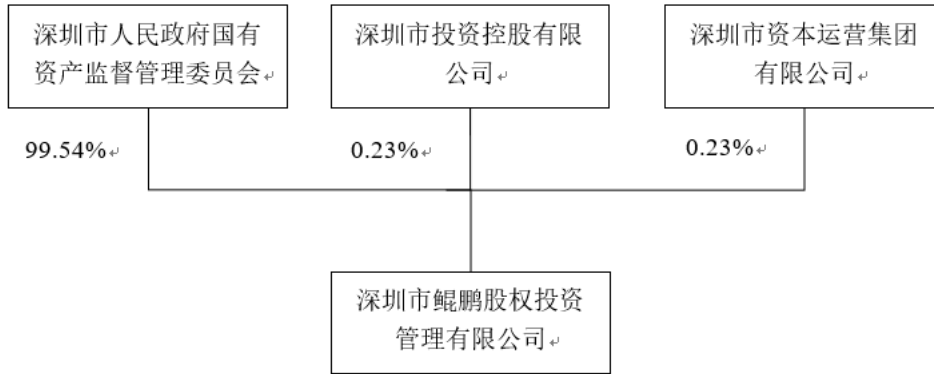 深圳市人民政府国有
资产监督管理委员会
深圳市投资控股有限
公司
深圳市资本运营集团
有限公司
99.54%
0.23%
0.23%
深圳市鲲鹏股权投资
管理有限公司